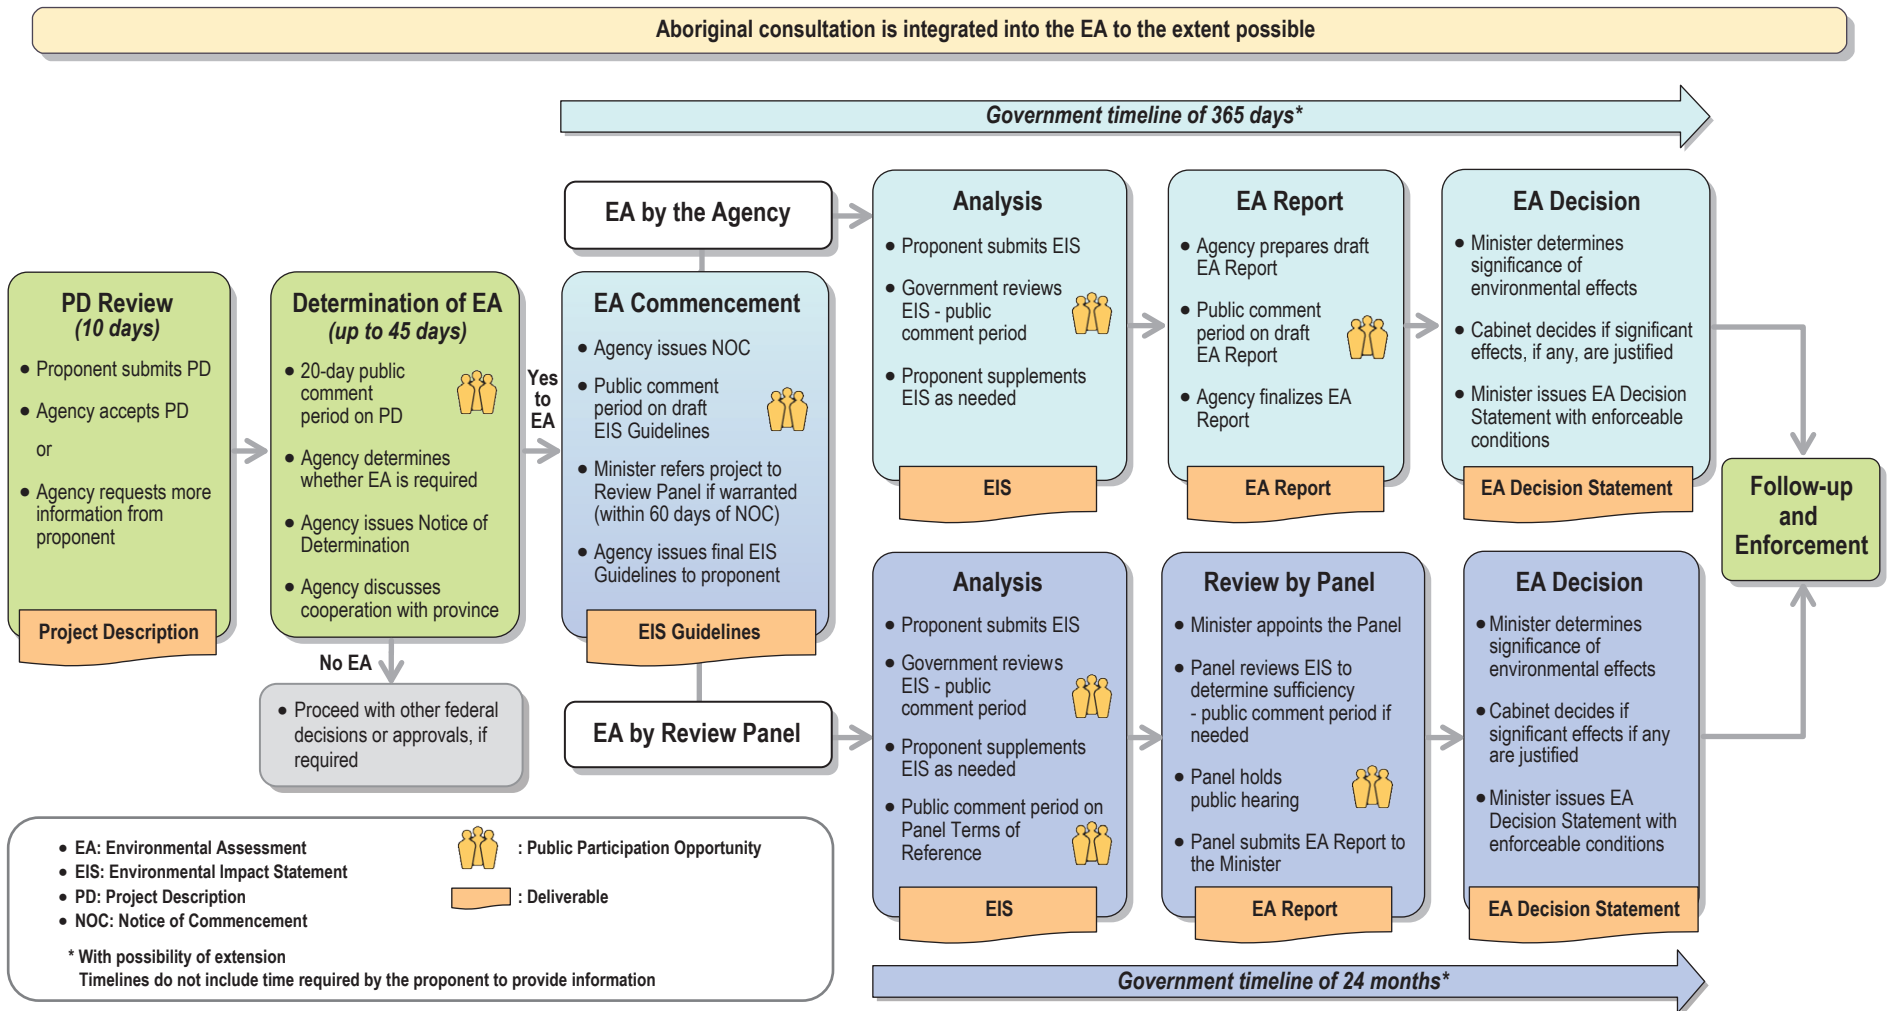 Aboriginal consultation is integrated into the EA to the extent possible
Government timeline of 365 days*
PD Review
(10 days)
• Proponent submits PD
• Agency accepts PD
or
• Agency requests more
information from
proponent
Project Description
Determination of EA
(up to 45 days)
• 20-day public
comment
period on PD
• Agency determines
whether EA is required
• Agency issues Notice of
Determination
• Agency discusses
cooperation with province
No EA
• Proceed with other federal
decisions or approvals, if
required
Yes
to
EA
EA by the Agency
EA Commencement
• Agency issues NOC
• Public comment
period on draft
EIS Guidelines
• Minister refers project to
Review Panel if warranted
(within 60 days of NOC)
• Agency issues final EIS
Guidelines to proponent
EIS Guidelines
EA by Review Panel
Analysis
• Proponent submits EIS
• Government reviews
EIS - public
comment period
• Proponent supplements
EIS as needed
EIS
EA Report
• Agency prepares draft
EA Report
• Public comment
period on draft
EA Report
• Agency finalizes EA
Report
EA Report
EA Decision
• Minister determines
significance of
environmental effects
• Cabinet decides if significant
effects, if any, are justified
• Minister issues EA Decision
Statement with enforceable
conditions
EA Decision Statement
Analysis
• Proponent submits EIS
• Government reviews
EIS - public
comment period
• Proponent supplements
EIS as needed
• Public comment period on
Panel Terms of
Reference
EIS
Review by Panel
• Minister appoints the Panel
• Panel reviews EIS to
determine sufficiency
- public comment period if
needed
• Panel holds
public hearing
• Panel submits EA Report to
the Minister
EA Report
EA Decision
• Minister determines
significance of
environmental effects
• Cabinet decides if
significant effects if any
are justified
• Minister issues EA
Decision Statement with
enforceable conditions
EA Decision Statement
Follow-up
and
Enforcement
Government timeline of 24 months*
• EA: Environmental Assessment
• EIS: Environmental Impact Statement
• PD: Project Description
• NOC: Notice of Commencement
: Public Participation Opportunity
: Deliverable
* With possibility of extension
Timelines do not include time required by the proponent to provide information